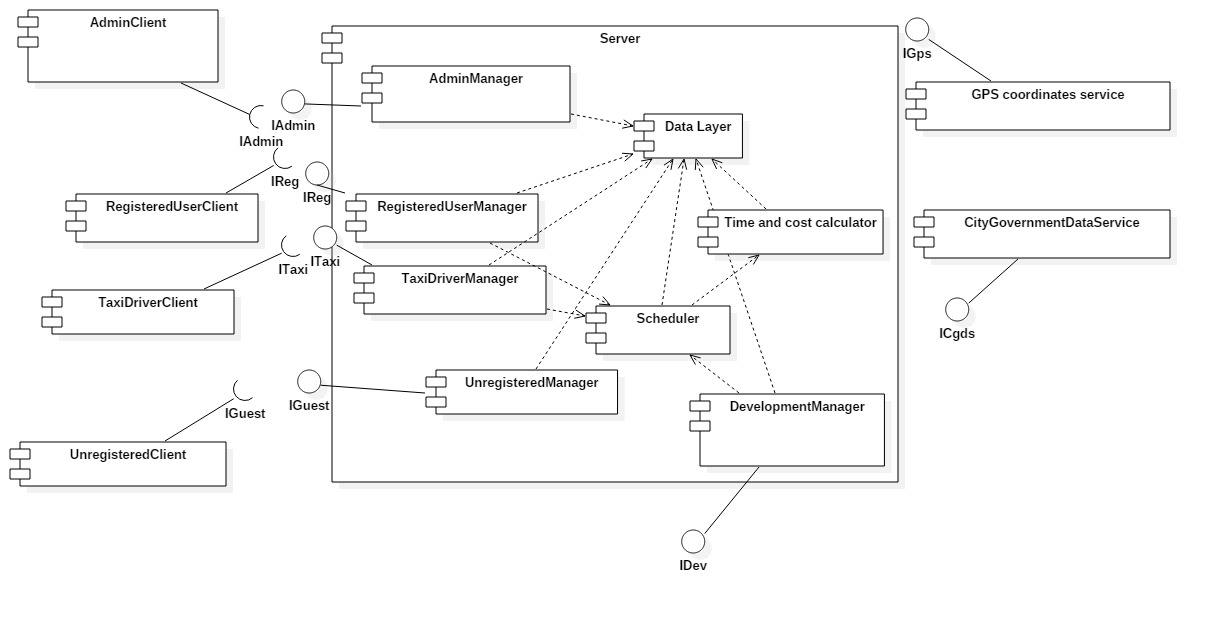 AdminClient
Server
IGps
AdminManager
GPS coordinates service
IAdmin
IAdmin
Data Layer
IReg
IReg
RegisteredUserClient
RegisteredUserManager
Time and cost calculator
CityGovernmentDataService
ITaxi
ITaxi
TaxiDriverManager
TaxiDriverClient
Scheduler
ICgds
UnregisteredManager
IGuest
IGuest
DevelopmentManager
UnregisteredClient
IDev